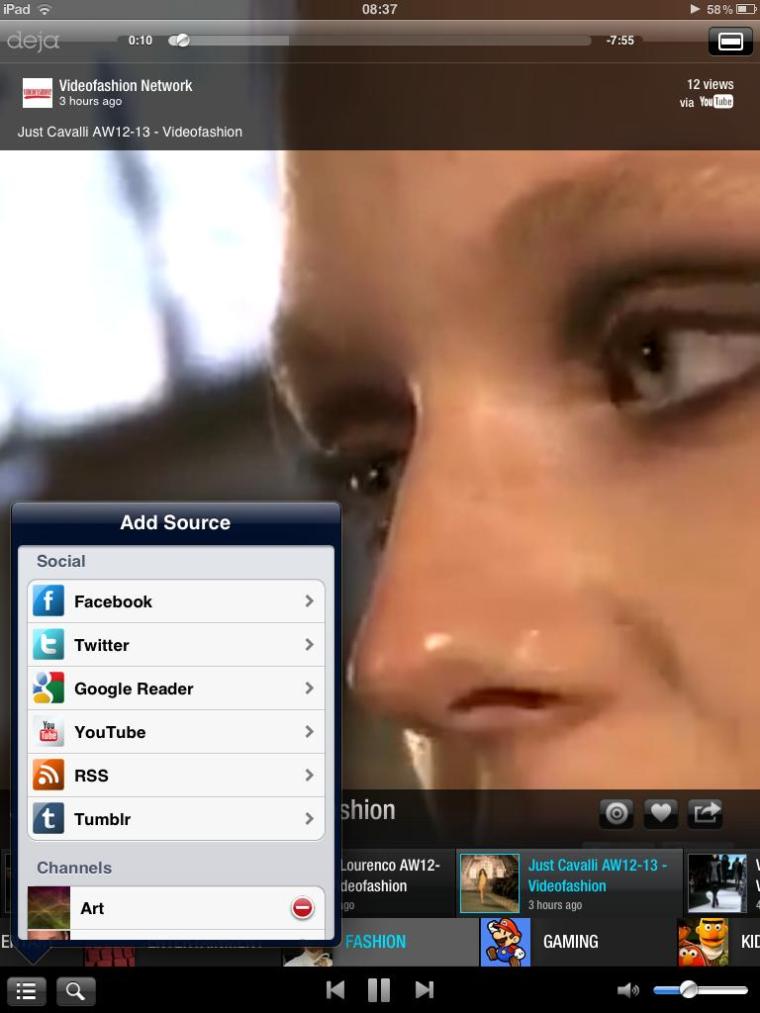 iPad
08:37
58%
deja
0:10
-7:55
Videofashion Network
3 hours ago
12 views
via YouTube
Just Cavalli AW12-13 - Videofashion
Add Source
Social
Facebook
Twitter
Google Reader
YouTube
RSS
Tumblr
Channels
Art
shion
Lourenco AW12-
deofashion
go
Just Cavalli AW12-13 -
Videofashion
3 hours ago
FASHION
GAMING
KID